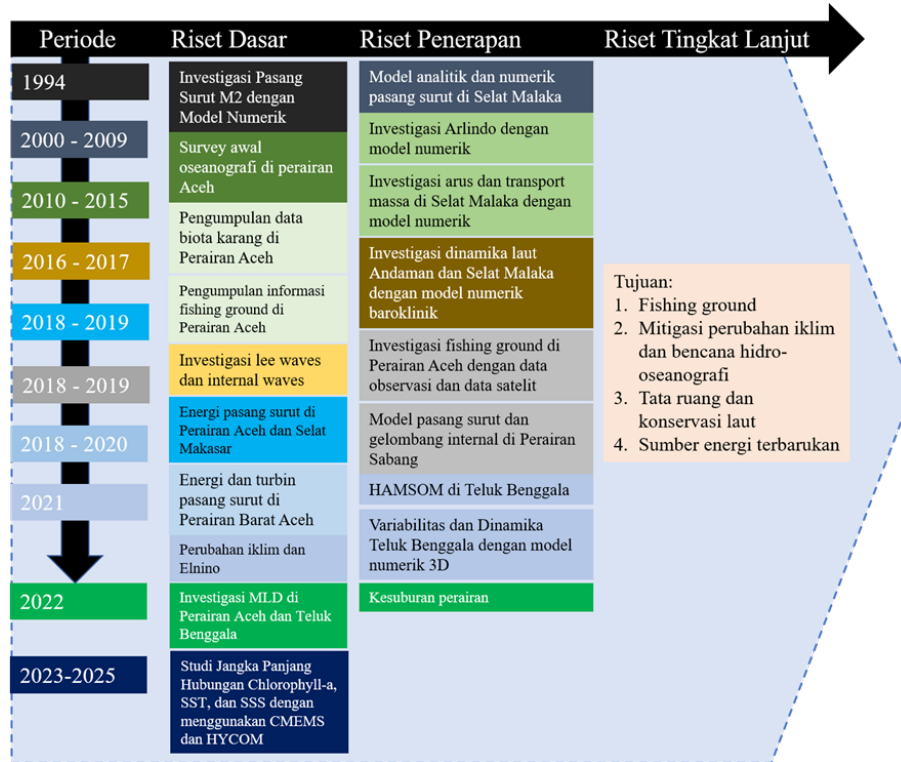 Periode
Riset Dasar
Riset Penerapan
Riset Tingkat Lanjut
1994
2000 - 2009
2010 - 2015
2016 - 2017
2018 - 2019
2018 - 2019
2018 - 2020
2021
2022
2023-2025
Investigasi Pasang
Surut M2 dengan
Model Numerik
Survey awal
oseanografi di perairan
Aceh
Pengumpulan data
biota karang di
Perairan Aceh
Pengumpulan informasi
fishing ground di
Perairan Aceh
Investigasi lee waves
dan internal waves
Energi pasang surut di
Perairan Aceh dan Selat
Makasar
Energi dan turbin
pasang surut di
Perairan Barat Aceh
Perubahan iklim dan
Elnino
Investigasi MLD di
Perairan Aceh dan Teluk
Benggala
Studi Jangka Panjang
Hubungan Chlorophyll-a,
SST, dan SSS dengan
menggunakan CMEMS
dan HYCOM
Model analitik dan numerik
pasang surut di Selat Malaka
Investigasi Arlindo dengan
model numerik
Investigasi arus dan transport
massa di Selat Malaka dengan
model numerik
Investigasi dinamika laut
Andaman dan Selat Malaka
dengan model numerik
baroklinik
Investigasi fishing ground di
Perairan Aceh dengan data
observasi dan data satelit
Model pasang surut dan
gelombang internal di Perairan
Sabang
HAMSOM di Teluk Benggala
Variabilitas dan Dinamika
Teluk Benggala dengan model
numerik 3D
Kesuburan perairan
Tujuan:
1. Fishing ground
2. Mitigasi perubahan iklim
dan bencana hidro-
oseanografi
3. Tata ruang dan
konservasi laut
4. Sumber energi terbarukan